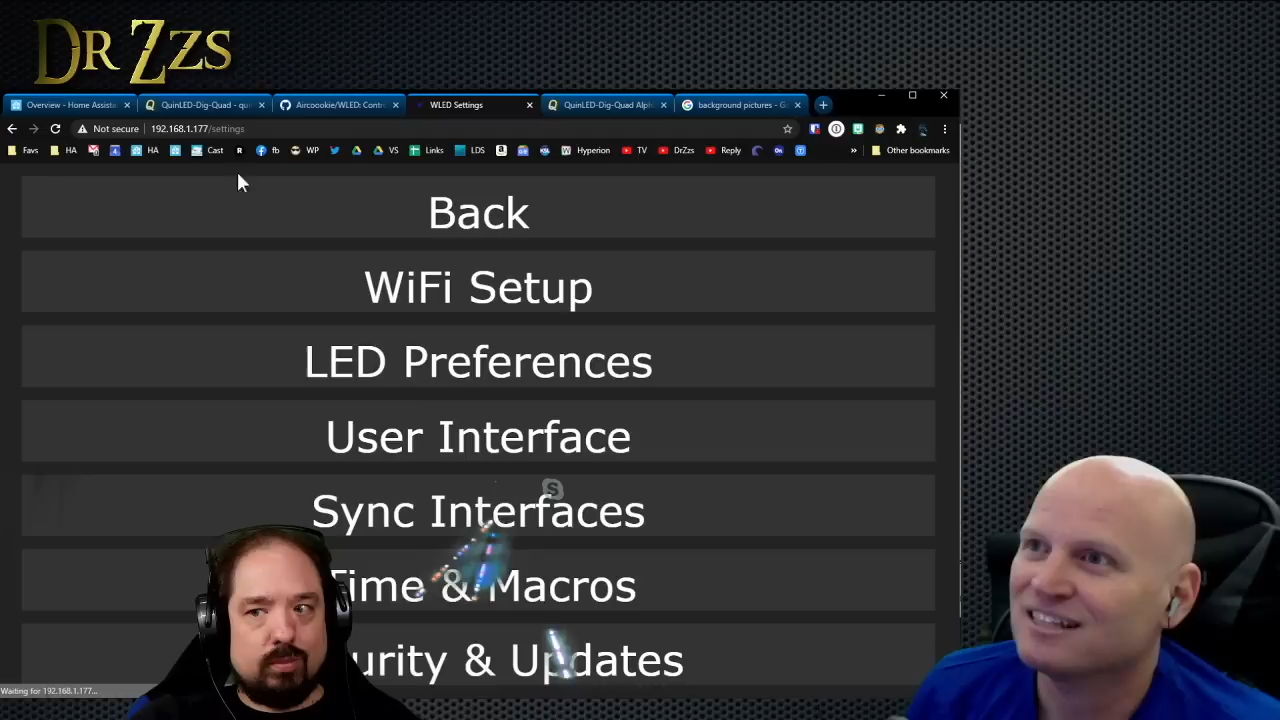 DR ZZS
Overview - Home Assista
QuinLED-Dig-Quad - qu
Aircoookie/WLED: Contr
WLED Settings
QuinLED-Dig-Quad Alph
background pictures - G
Not secure
192.168.1.177/settings
Favs
HA
HA
Cast
fb
WP
VS
Links
LDS
Hyperion
TV
DrZzs
Reply
Other bookmarks
Back
WiFi Setup
LED Preferences
User Interface
Sync Interfaces
Time & Macros
urity & Updates
Waiting for 192.168.1.177...